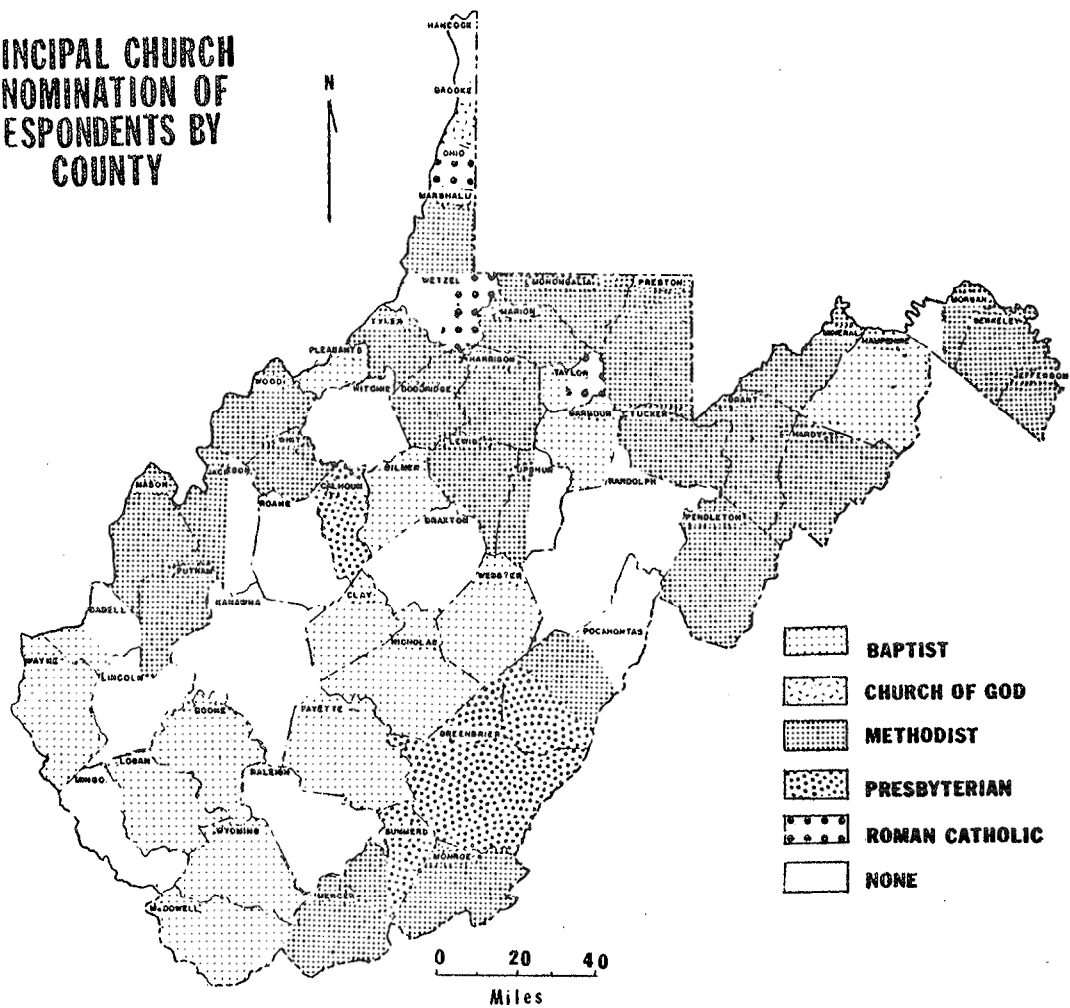 INCIPAL CHURCH
NOMINATION OF
ESPONDENTS BY
COUNTY
N
HANCOCK
BROOKE
OHIO
MARSHALL
WETZEL
MONONGALIA
PRESTON
MARION
TYLER
MORGAN
BERKELEY
MINERAL
HAMPSHIRE
PLEASANTS
HARRISON
TAYLOR
JEFFERSON
WOOD
RITCHIE
DODDRIDGE
GRANT
BARBOUR
TUCKER
HARDY
WIRT
LEWIS
JACKSON
GILMER
UPSHUR
RANDOLPH
MASON
CALHOUN
ROANE
BRAXTON
PENDLETON
PUTNAM
WEBSTER
CLAY
KANAWHA
CABELL
NICHOLAS
POCAHONTAS
WAYNE
LINCOLN
BOONE
FAYETTE
GREENBRIER
LOGAN
RALEIGH
MINGO
WYOMING
SUMMERS
MONROE
MERCER
McDOWELL
BAPTIST
CHURCH OF GOD
METHODIST
PRESBYTERIAN
ROMAN CATHOLIC
NONE
0 20 40
Miles